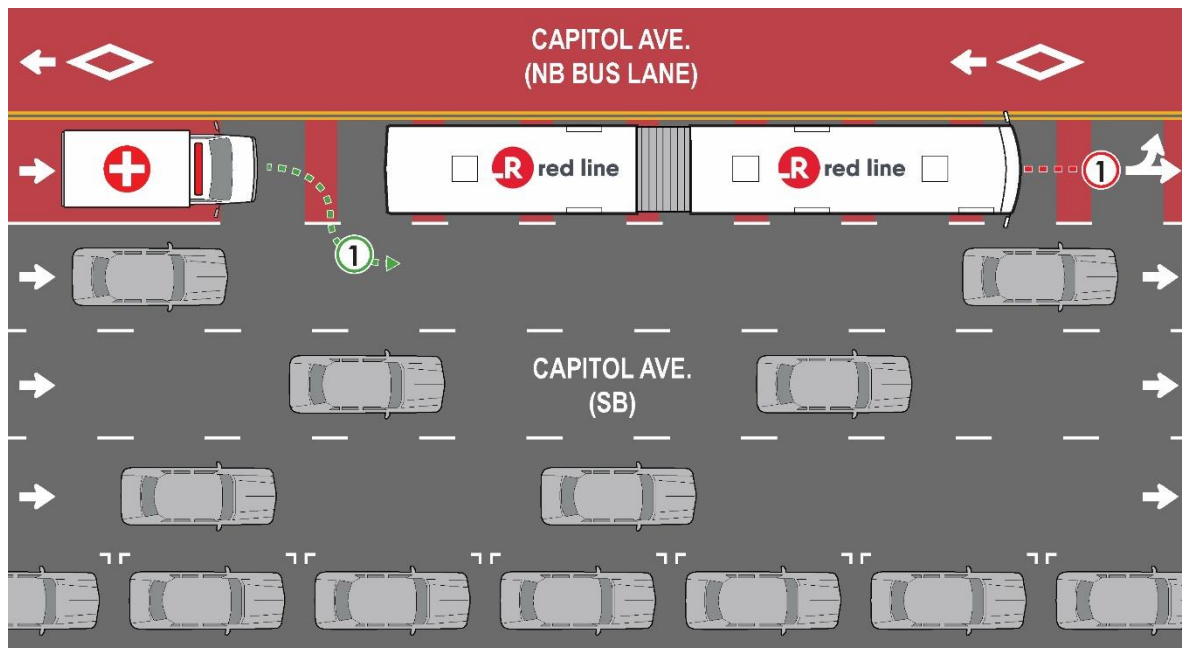 CAPITOL AVE.
(NB BUS LANE)
R red line
R red line
1
1
CAPITOL AVE.
(SB)